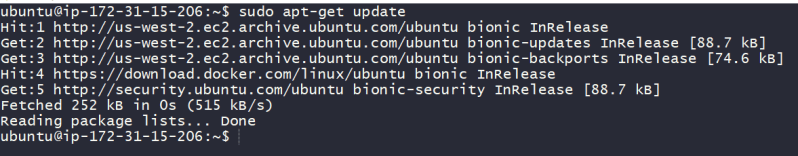 ubuntu@ip-172-31-15-206:~$ sudo apt-get update
Hit:1 http://us-west-2.ec2.archive.ubuntu.com/ubuntu bionic InRelease
Get:2 http://us-west-2.ec2.archive.ubuntu.com/ubuntu bionic-updates InRelease [88.7 kB]
Get:3 http://us-west-2.ec2.archive.ubuntu.com/ubuntu bionic-backports InRelease [74.6 kB]
Hit:4 https://download.docker.com/linux/ubuntu bionic InRelease
Get:5 http://security.ubuntu.com/ubuntu bionic-security InRelease [88.7 kB]
Fetched 252 kB in 0s (515 kB/s)
Reading package lists... Done
ubuntu@ip-172-31-15-206:~$